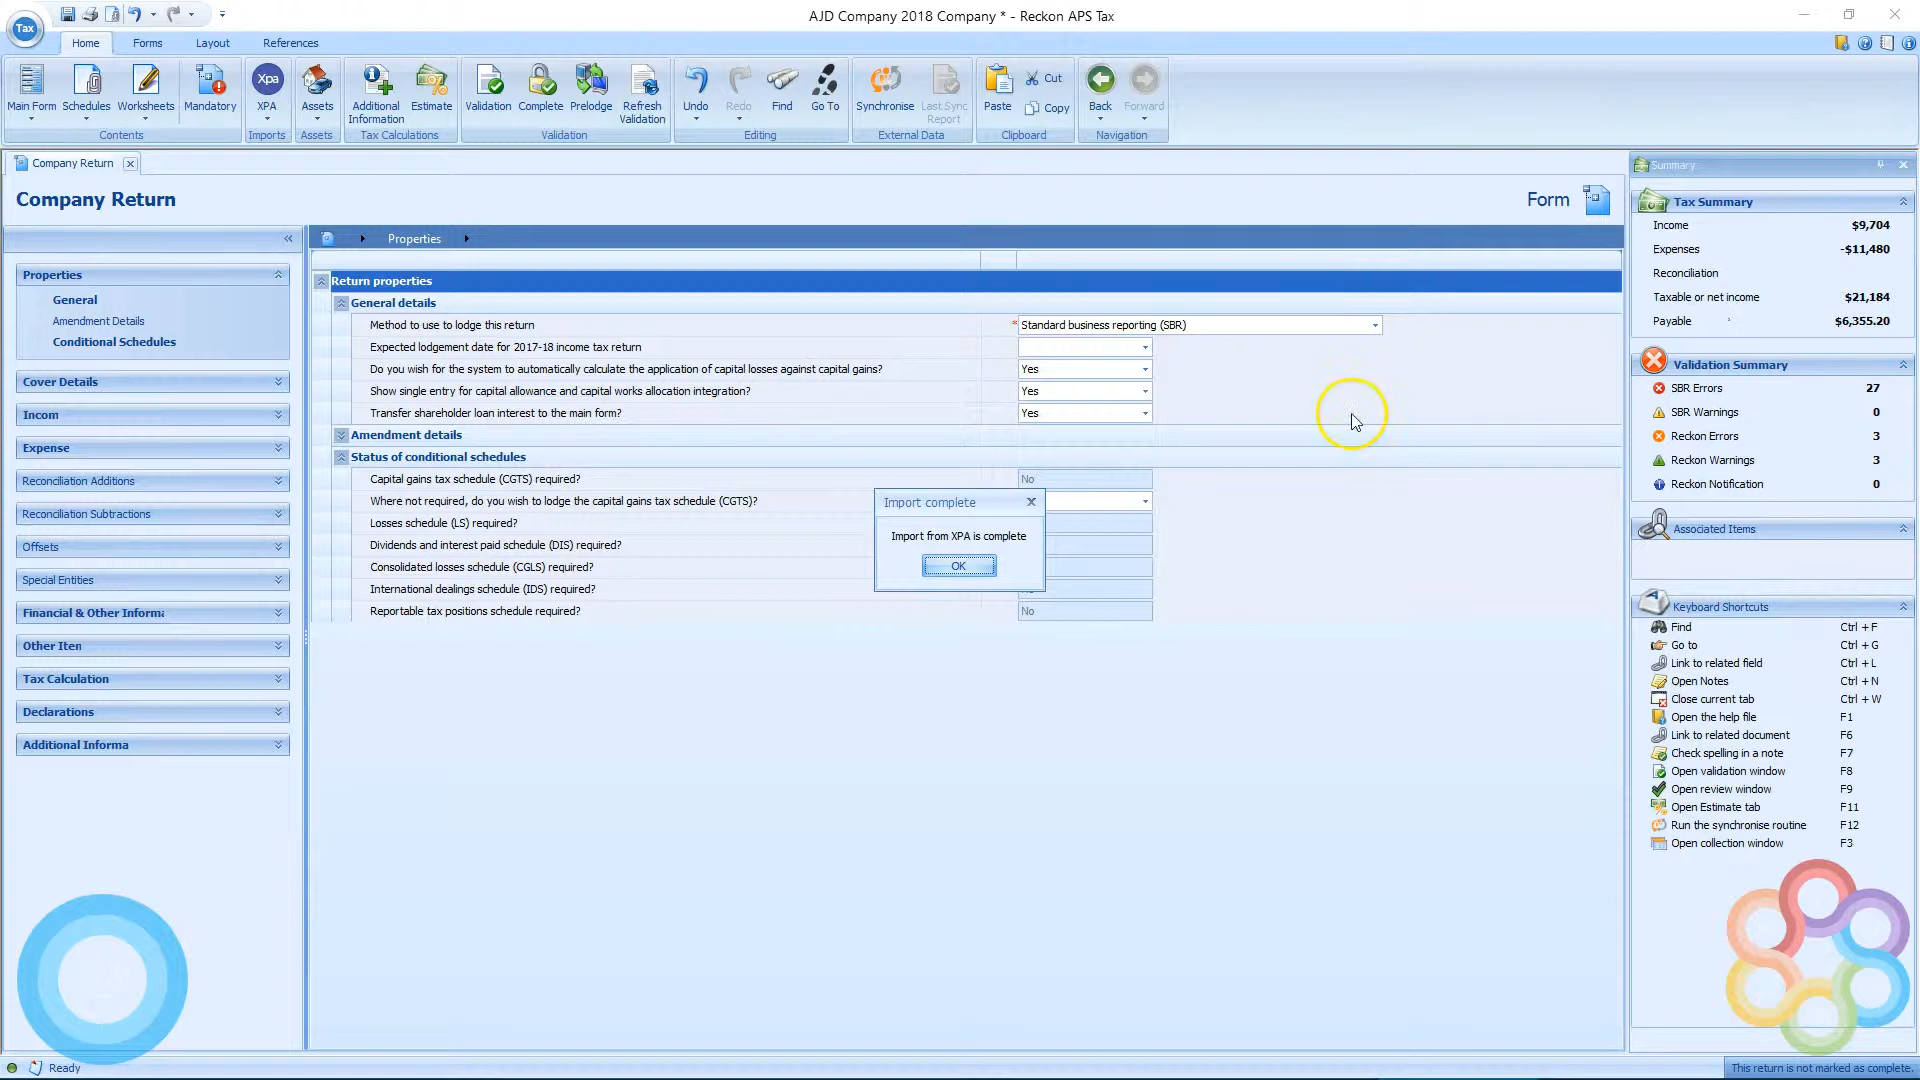 AJD Company 2018 Company * - Reckon APS Tax
Tax
Home Forms Layout References
Main Form Schedules Worksheets Mandatory
Contents
Xpa
XPA
Imports
Assets
Assets
Additional Information Estimate
Tax Calculations
Validation Complete Prelodge Refresh Validation
Validation
Undo Redo Find Go To
Editing
Synchronise Last Sync Report
External Data
Paste Cut Copy
Clipboard
Back Forward
Navigation
Company Return
Company Return
Form
Properties
General
Amendment Details
Conditional Schedules
Cover Details
Incom
Expense
Reconciliation Additions
Reconciliation Subtractions
Offsets
Special Entities
Financial & Other Informa
Other Iten
Tax Calculation
Declarations
Additional Informa
Properties
Return properties
General details
Method to use to lodge this return * Standard business reporting (SBR)
Expected lodgement date for 2017-18 income tax return
Do you wish for the system to automatically calculate the application of capital losses against capital gains? Yes
Show single entry for capital allowance and capital works allocation integration? Yes
Transfer shareholder loan interest to the main form? Yes
Amendment details
Status of conditional schedules
Capital gains tax schedule (CGTS) required? No
Where not required, do you wish to lodge the capital gains tax schedule (CGTS)?
Losses schedule (LS) required?
Dividends and interest paid schedule (DIS) required?
Consolidated losses schedule (CGLS) required?
International dealings schedule (IDS) required?
Reportable tax positions schedule required? No
Import complete
Import from XPA is complete
OK
Summary
Tax Summary
Income $9,704
Expenses -$11,480
Reconciliation
Taxable or net income $21,184
Payable $6,355.20
Validation Summary
SBR Errors 27
SBR Warnings 0
Reckon Errors 3
Reckon Warnings 3
Reckon Notification 0
Associated Items
Keyboard Shortcuts
Find Ctrl + F
Go to Ctrl + G
Link to related field Ctrl + L
Open Notes Ctrl + N
Close current tab Ctrl + W
Open the help file F1
Link to related document F6
Check spelling in a note F7
Open validation window F8
Open review window F9
Open Estimate tab F11
Run the synchronise routine F12
Open collection window F3
Ready
This return is not marked as complete.